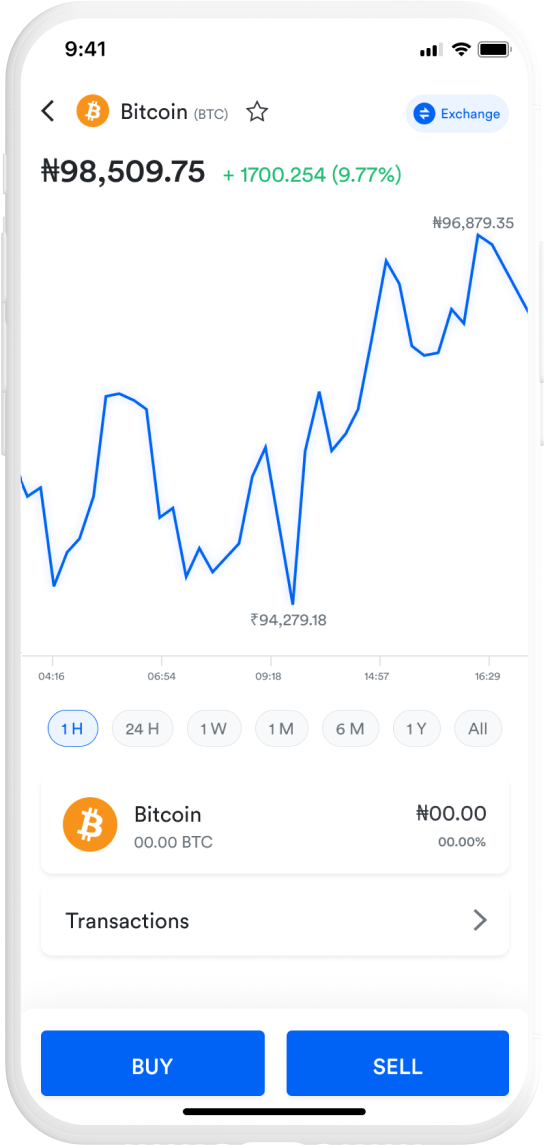 9:41
Bitcoin (BTC) Exchange
₦98,509.75 + 1700.254 (9.77%)
₦96,879.35
₹94,279.18
04:16 06:54 09:18 14:57 16:29
1 H 24 H 1 W 1 M 6 M 1 Y All
Bitcoin ₦00.00
00.00 BTC 00.00%
Transactions
BUY SELL